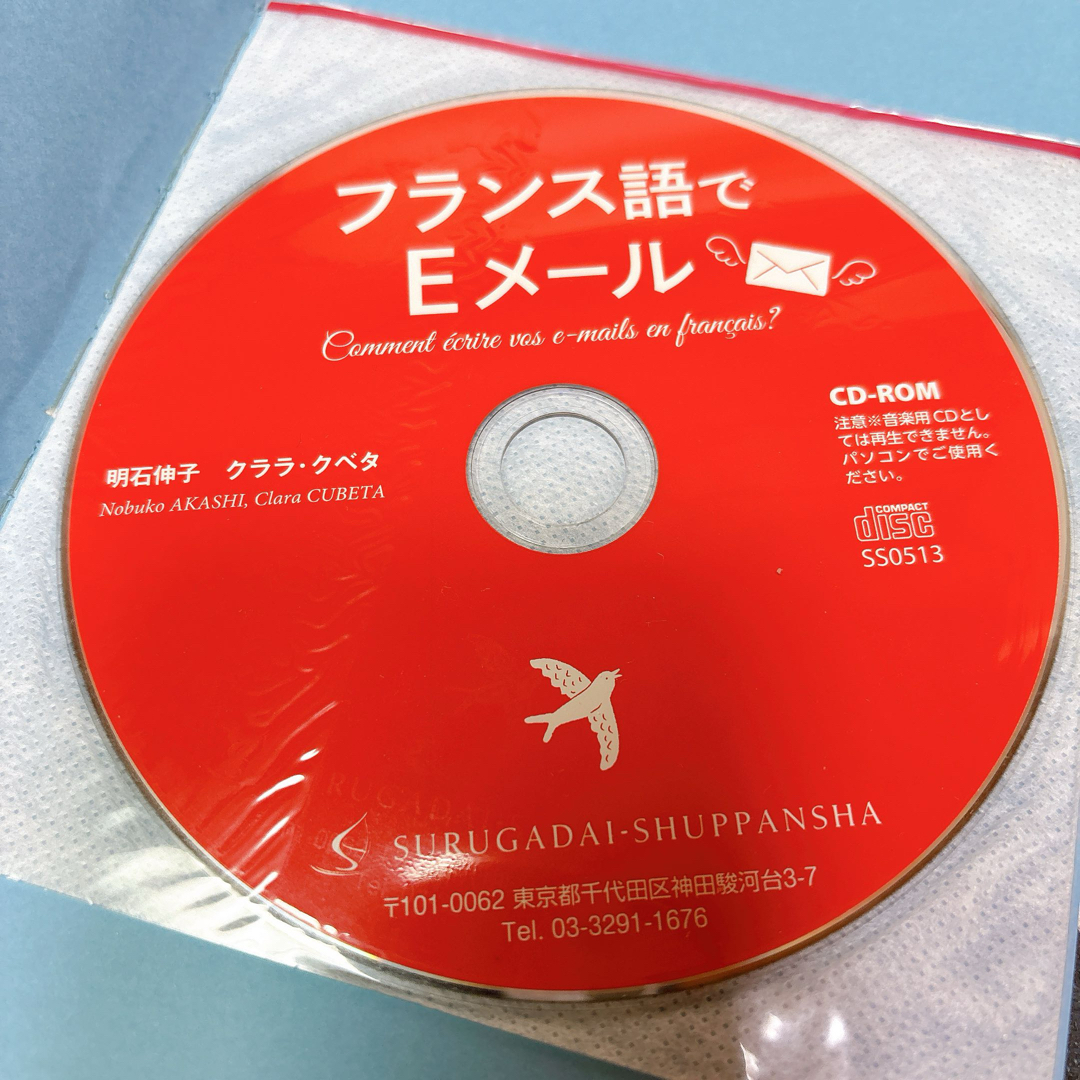 フランス語で
Eメール
Comment écrire vos e-mails en français?
CD-ROM
注意※音楽用CDとし
ては再生できません。
パソコンでご使用く
ださい。
COMPACT
disc
SS0513
明石伸子 クララ・クベタ
Nobuko AKASHI, Clara CUBETA
SURUGADAI-SHUPPANSHA
〒101-0062 東京都千代田区神田駿河台3-7
Tel. 03-3291-1676